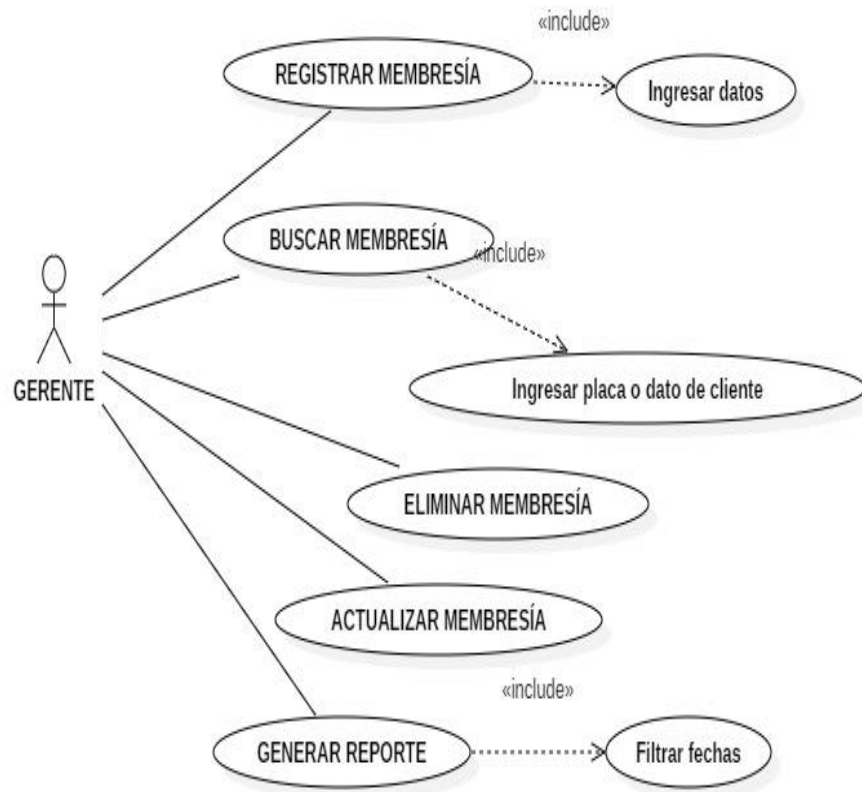 «include»
REGISTRAR MEMBRESÍA
Ingresar datos
BUSCAR MEMBRESÍA
«include»
GERENTE
Ingresar placa o dato de cliente
ELIMINAR MEMBRESÍA
ACTUALIZAR MEMBRESÍA
«include»
GENERAR REPORTE
Filtrar fechas